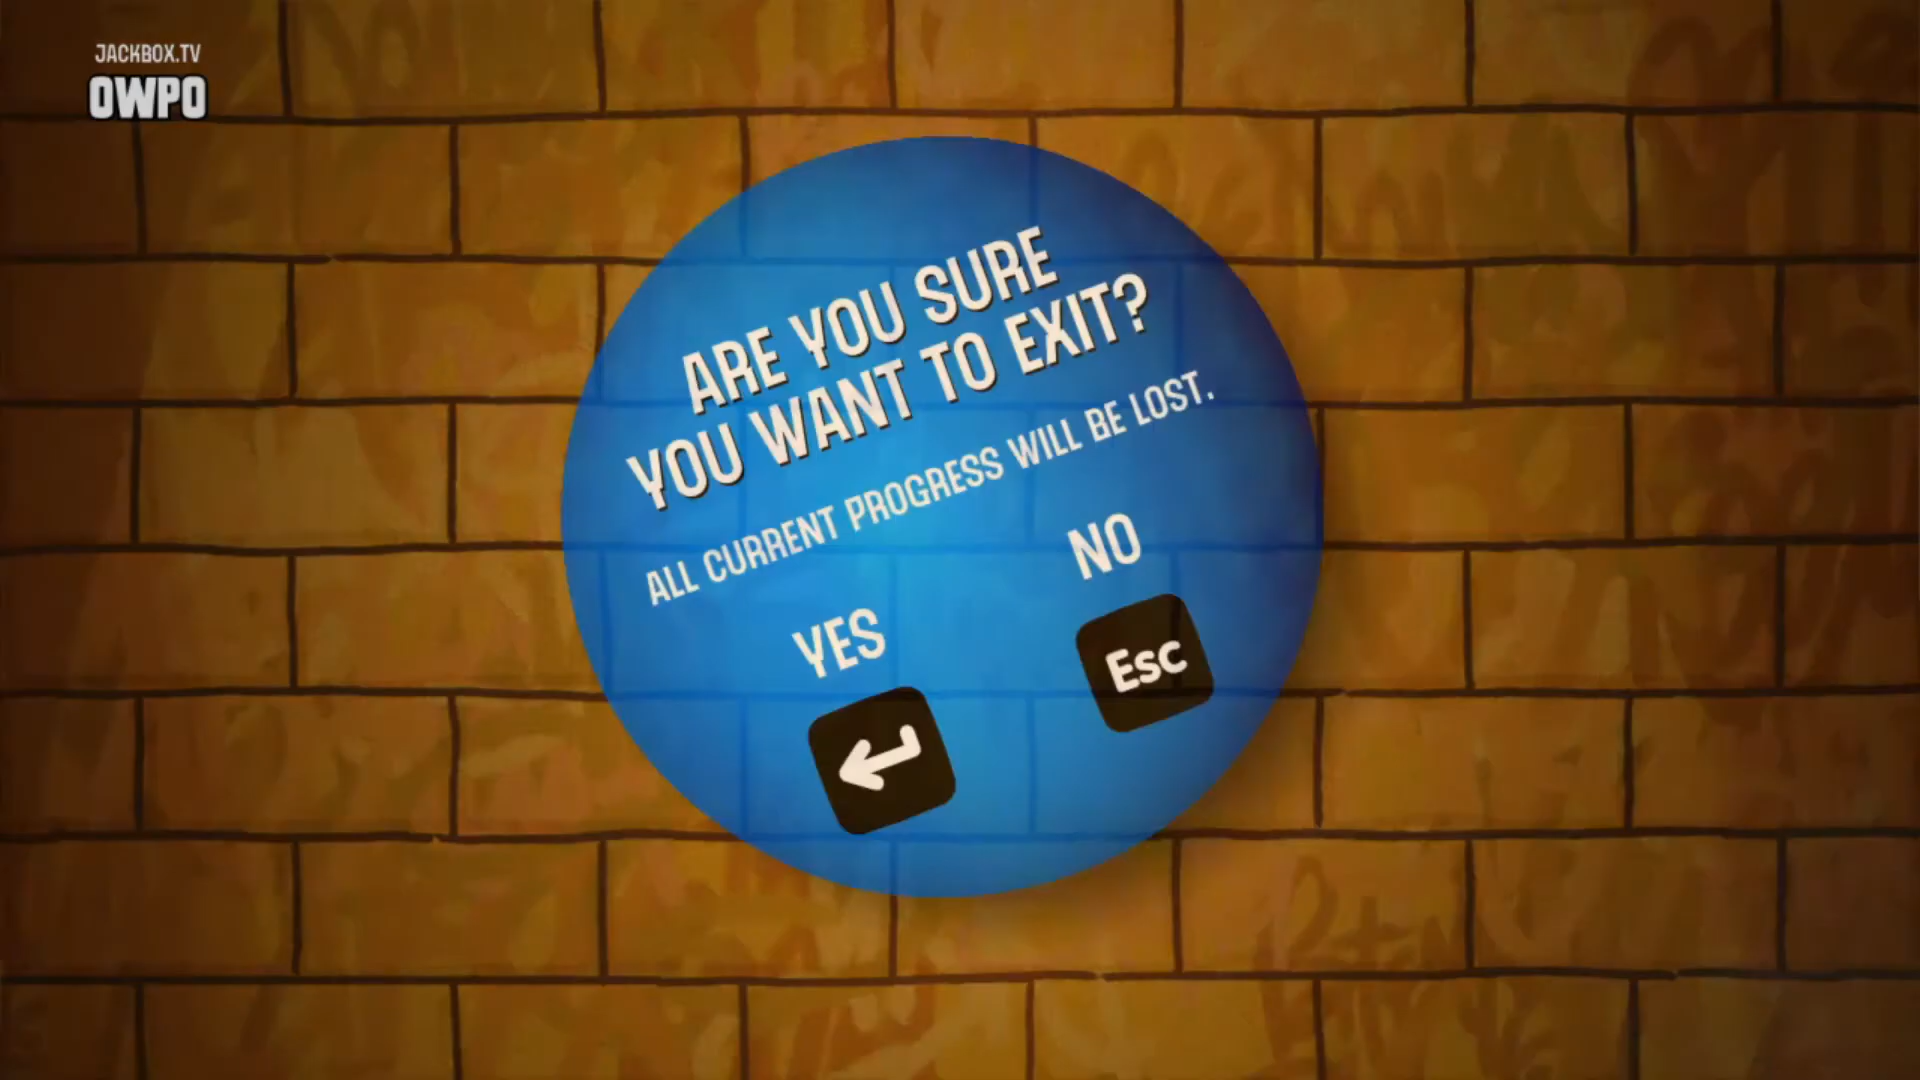 JACKBOX.TV
OWPO
ARE YOU SURE
YOU WANT TO EXIT?
ALL CURRENT PROGRESS WILL BE LOST.
YES
NO
Esc